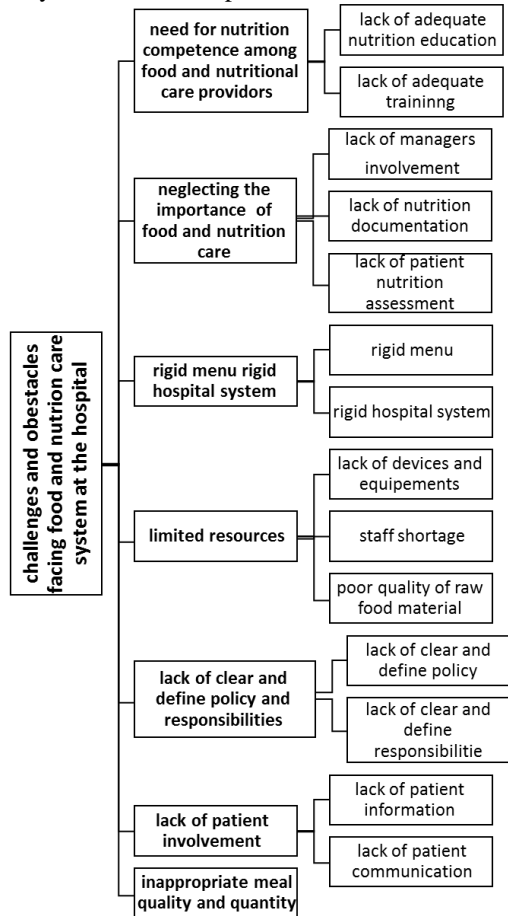 need for nutrition
competence among
food and nutritional
care providors
lack of adequate
nutrition education
lack of adequate
traininng
neglecting the
importance of
food and nutrition
care
lack of managers
involvement
lack of nutrition
documentation
lack of patient
nutrition
assessment
challenges and obestacles
facing food and nutrion care
system at the hospital
rigid menu rigid
hospital system
rigid menu
rigid hospital system
limited resources
lack of devices and
equipements
staff shortage
poor quality of raw
food material
lack of clear and
define policy and
responsibilities
lack of clear and
define policy
lack of clear and
define
responsibilitie
lack of patient
involvement
lack of patient
information
lack of patient
communication
inappropriate meal
quality and quantity